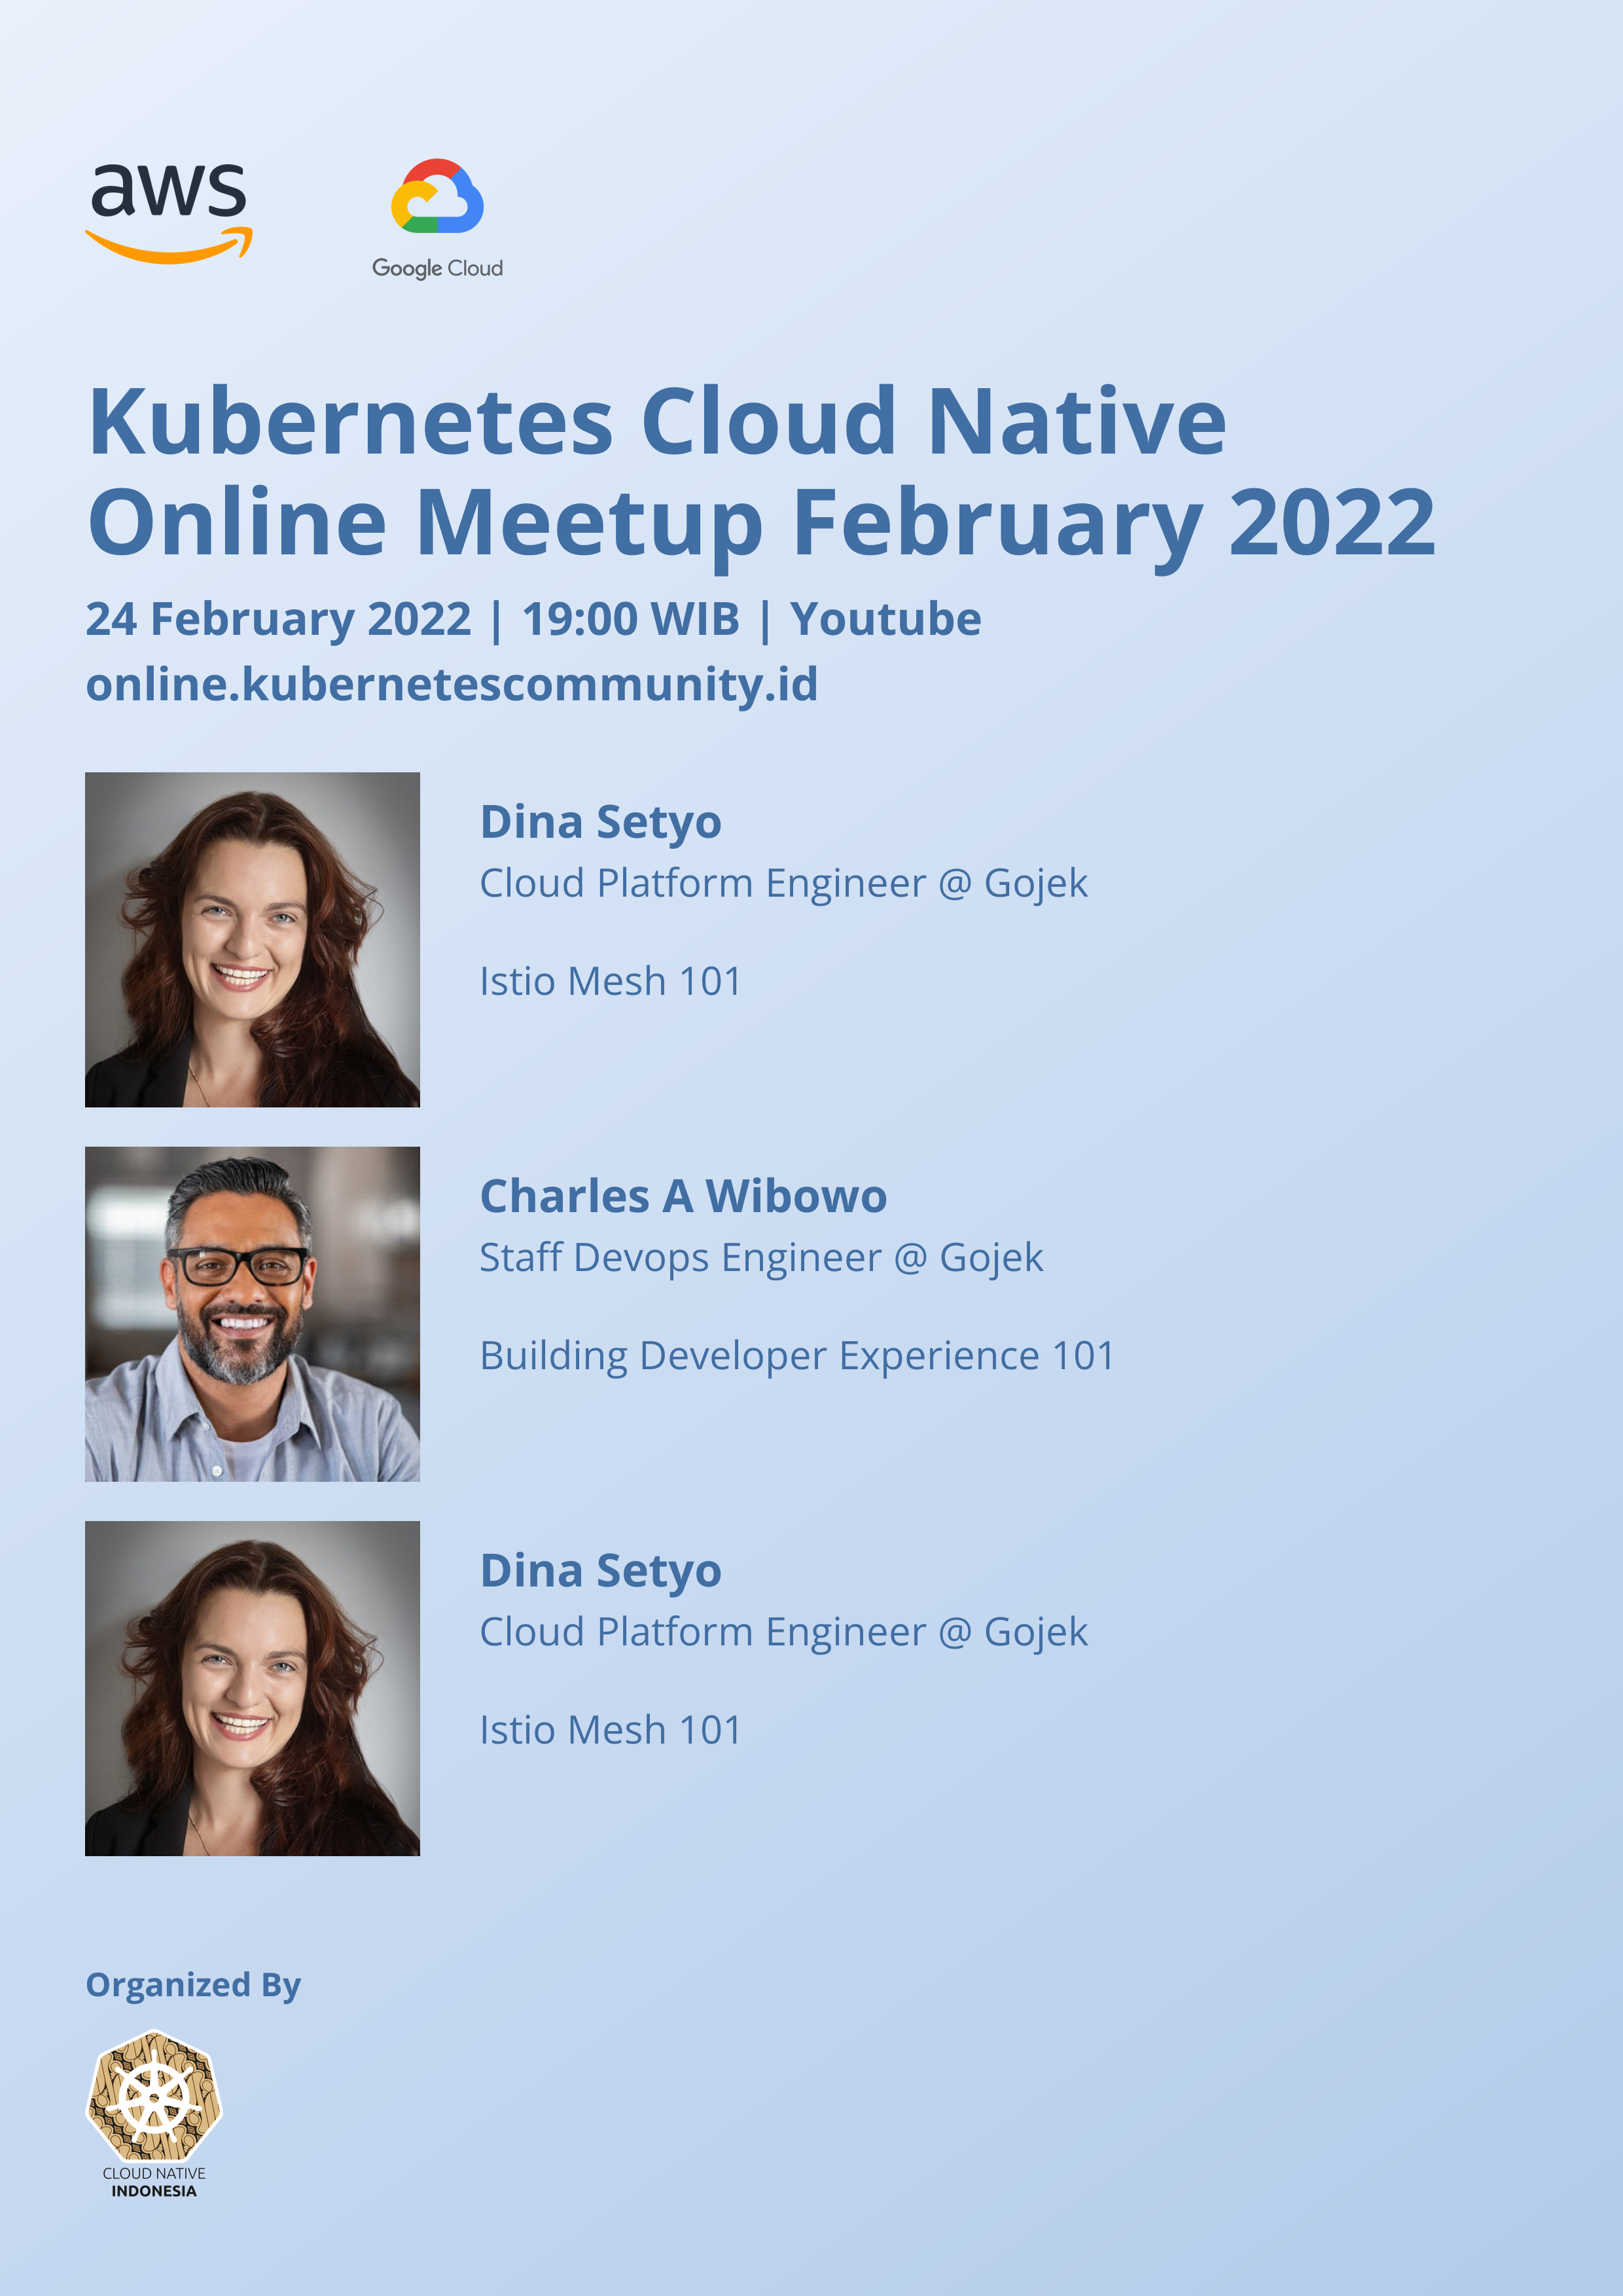 aws
Google Cloud
Kubernetes Cloud Native
Online Meetup February 2022
24 February 2022 | 19:00 WIB | Youtube
online.kubernetescommunity.id
Dina Setyo
Cloud Platform Engineer @ Gojek
Istio Mesh 101
Charles A Wibowo
Staff Devops Engineer @ Gojek
Building Developer Experience 101
Dina Setyo
Cloud Platform Engineer @ Gojek
Istio Mesh 101
Organized By
CLOUD NATIVE
INDONESIA